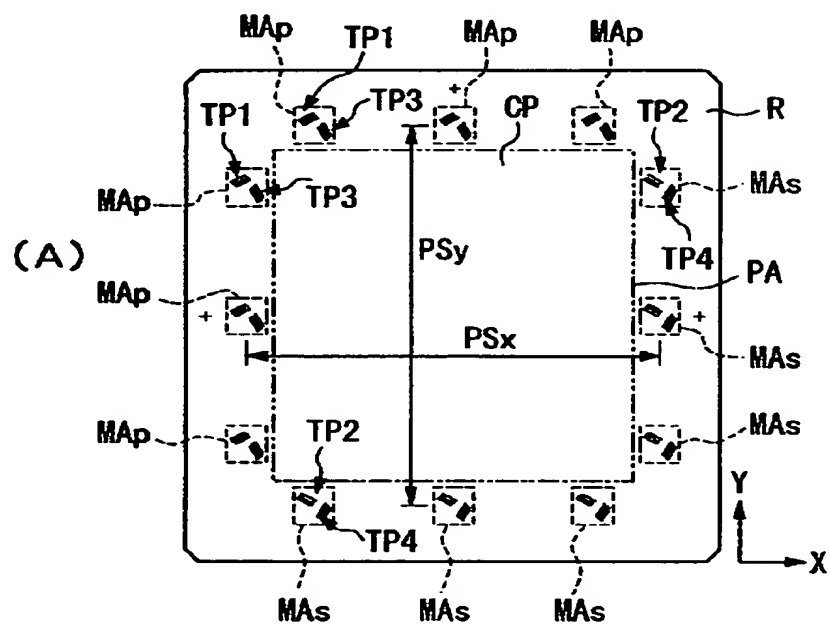 MAp TP1 MAp MAp
TP1 TP3 CP TP2 R
MAp TP3 MAs
(A) PSy TP4 PA
MAp PSx
MAs
MAp TP2 MAs
TP4 Y
X
MAs MAs MAs